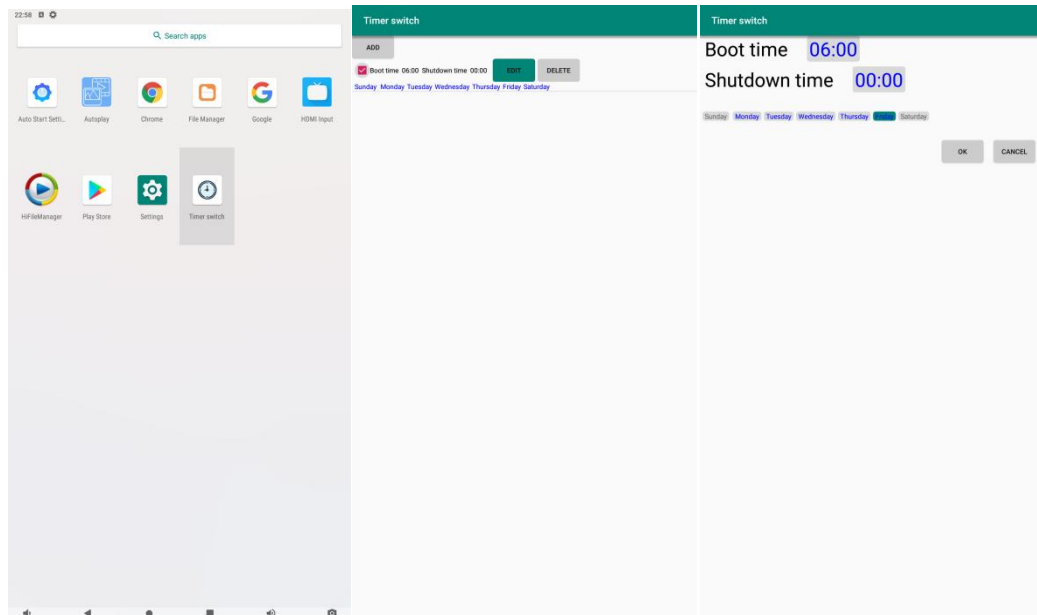 22:58
Search apps
Auto Start Setti.. Autoplay Chrome File Manager Google HDMI Input
HiFileManager Play Store Settings Timer switch
Timer switch
ADD
Boot time 06:00 Shutdown time 00:00 EDIT DELETE
Sunday Monday Tuesday Wednesday Thursday Friday Saturday
Timer switch
Boot time 06:00
Shutdown time 00:00
Sunday Monday Tuesday Wednesday Thursday Friday Saturday
OK CANCEL